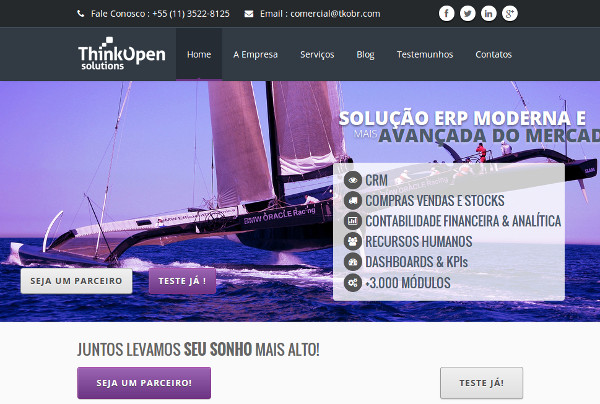 Fale Conosco : +55 (11) 3522-8125 Email : comercial@tkobr.com
ThinkOpen
solutions
Home A Empresa Serviços Blog Testemunhos Contatos
SOLUÇÃO ERP MODERNA E
MAIS AVANÇADA DO MERCAD
CRM
COMPRAS VENDAS E STOCKS
CONTABILIDADE FINANCEIRA & ANALÍTICA
RECURSOS HUMANOS
DASHBOARDS & KPIs
+3.000 MÓDULOS
BMW ORACLE Racing
SEJA UM PARCEIRO TESTE JÁ !
JUNTOS LEVAMOS SEU SONHO MAIS ALTO!
SEJA UM PARCEIRO! TESTE JÁ!